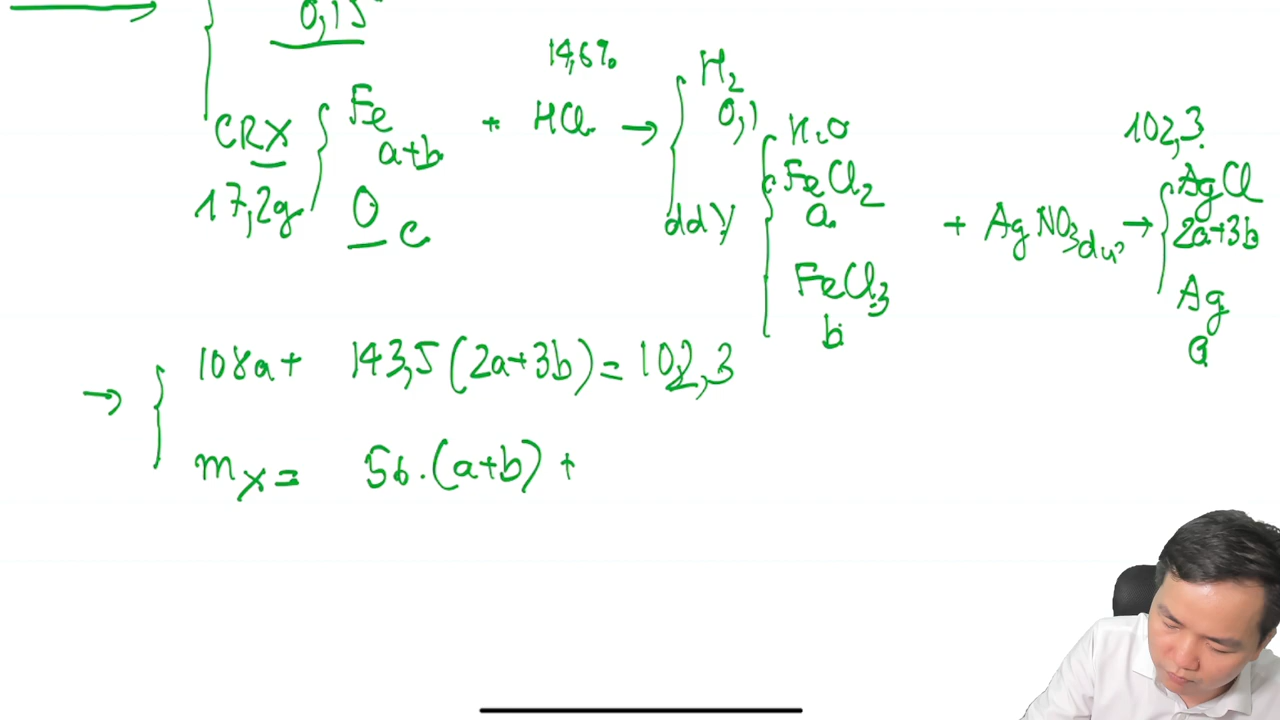 0,15
14,6%
CRX { Fe + HCl → { H2
17,2g
a+b
0,1
O c
ddY { H2O
FeCl2
a
FeCl3
b
+ AgNO3 dư →
102,3
{ AgCl
2a+3b
Ag
a
→ { 108a + 143,5(2a+3b) = 102,3
mX = 56.(a+b) +